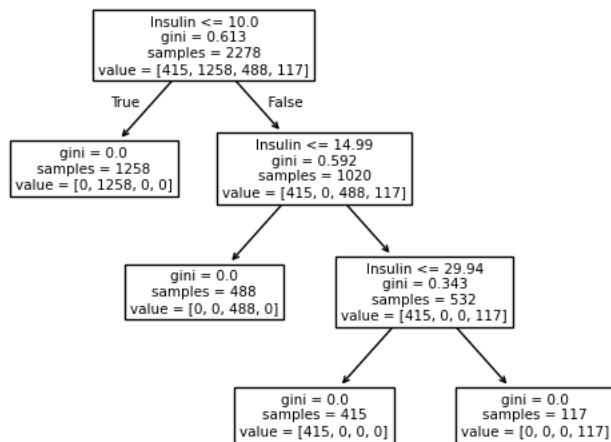 Insulin <= 10.0
gini = 0.613
samples = 2278
value = [415, 1258, 488, 117]
True
False
gini = 0.0
samples = 1258
value = [0, 1258, 0, 0]
Insulin <= 14.99
gini = 0.592
samples = 1020
value = [415, 0, 488, 117]
gini = 0.0
samples = 488
value = [0, 0, 488, 0]
Insulin <= 29.94
gini = 0.343
samples = 532
value = [415, 0, 0, 117]
gini = 0.0
samples = 415
value = [415, 0, 0, 0]
gini = 0.0
samples = 117
value = [0, 0, 0, 117]